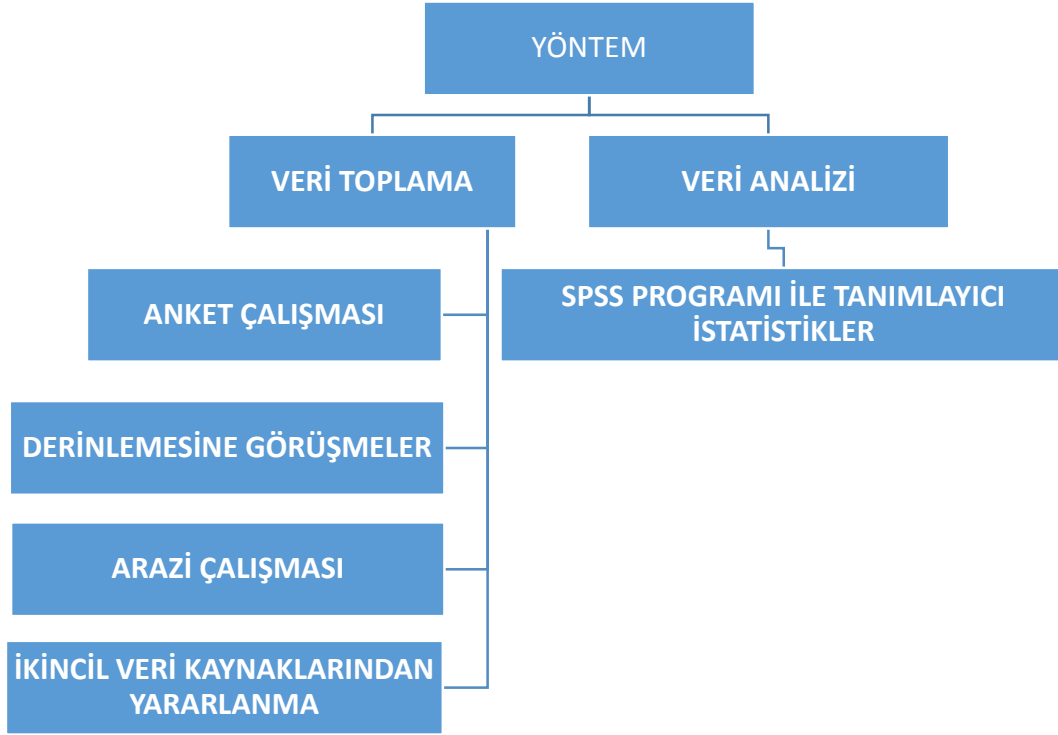 YÖNTEM
VERİ TOPLAMA
VERİ ANALİZİ
ANKET ÇALIŞMASI
SPSS PROGRAMI İLE TANIMLAYICI
İSTATİSTİKLER
DERİNLEMESİNE GÖRÜŞMELER
ARAZİ ÇALIŞMASI
İKİNCİL VERİ KAYNAKLARINDAN
YARARLANMA